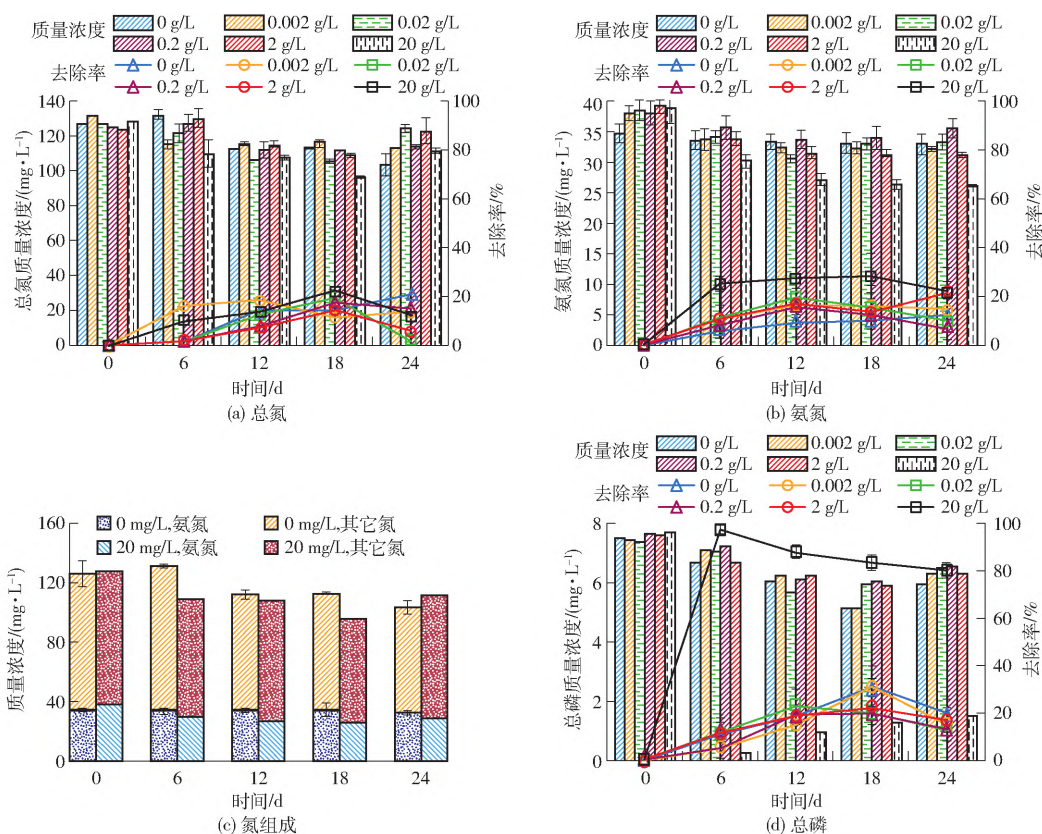 质量浓度 0 g/L 0.002 g/L 0.02 g/L
0.2 g/L 2 g/L 20 g/L
去除率 0 g/L 0.002 g/L 0.02 g/L
0.2 g/L 2 g/L 20 g/L
总氮质量浓度/(mg·L⁻¹)
140
120
100
80
60
40
20
0
100
80
60
40
20
0
去除率/%
0 6 12 18 24
时间/d
(a) 总氮
质量浓度 0 g/L 0.002 g/L 0.02 g/L
0.2 g/L 2 g/L 20 g/L
去除率 0 g/L 0.002 g/L 0.02 g/L
0.2 g/L 2 g/L 20 g/L
氨氮质量浓度/(mg·L⁻¹)
40
35
30
25
20
15
10
5
0
100
80
60
40
20
0
去除率/%
0 6 12 18 24
时间/d
(b) 氨氮
0 mg/L,氨氮 0 mg/L,其它氮
20 mg/L,氨氮 20 mg/L,其它氮
质量浓度/(mg·L⁻¹)
160
120
80
40
0
0 6 12 18 24
时间/d
(c) 氮组成
质量浓度 0 g/L 0.002 g/L 0.02 g/L
0.2 g/L 2 g/L 20 g/L
去除率 0 g/L 0.002 g/L 0.02 g/L
0.2 g/L 2 g/L 20 g/L
总磷质量浓度/(mg·L⁻¹)
8
6
4
2
0
100
80
60
40
20
0
去除率/%
0 6 12 18 24
时间/d
(d) 总磷